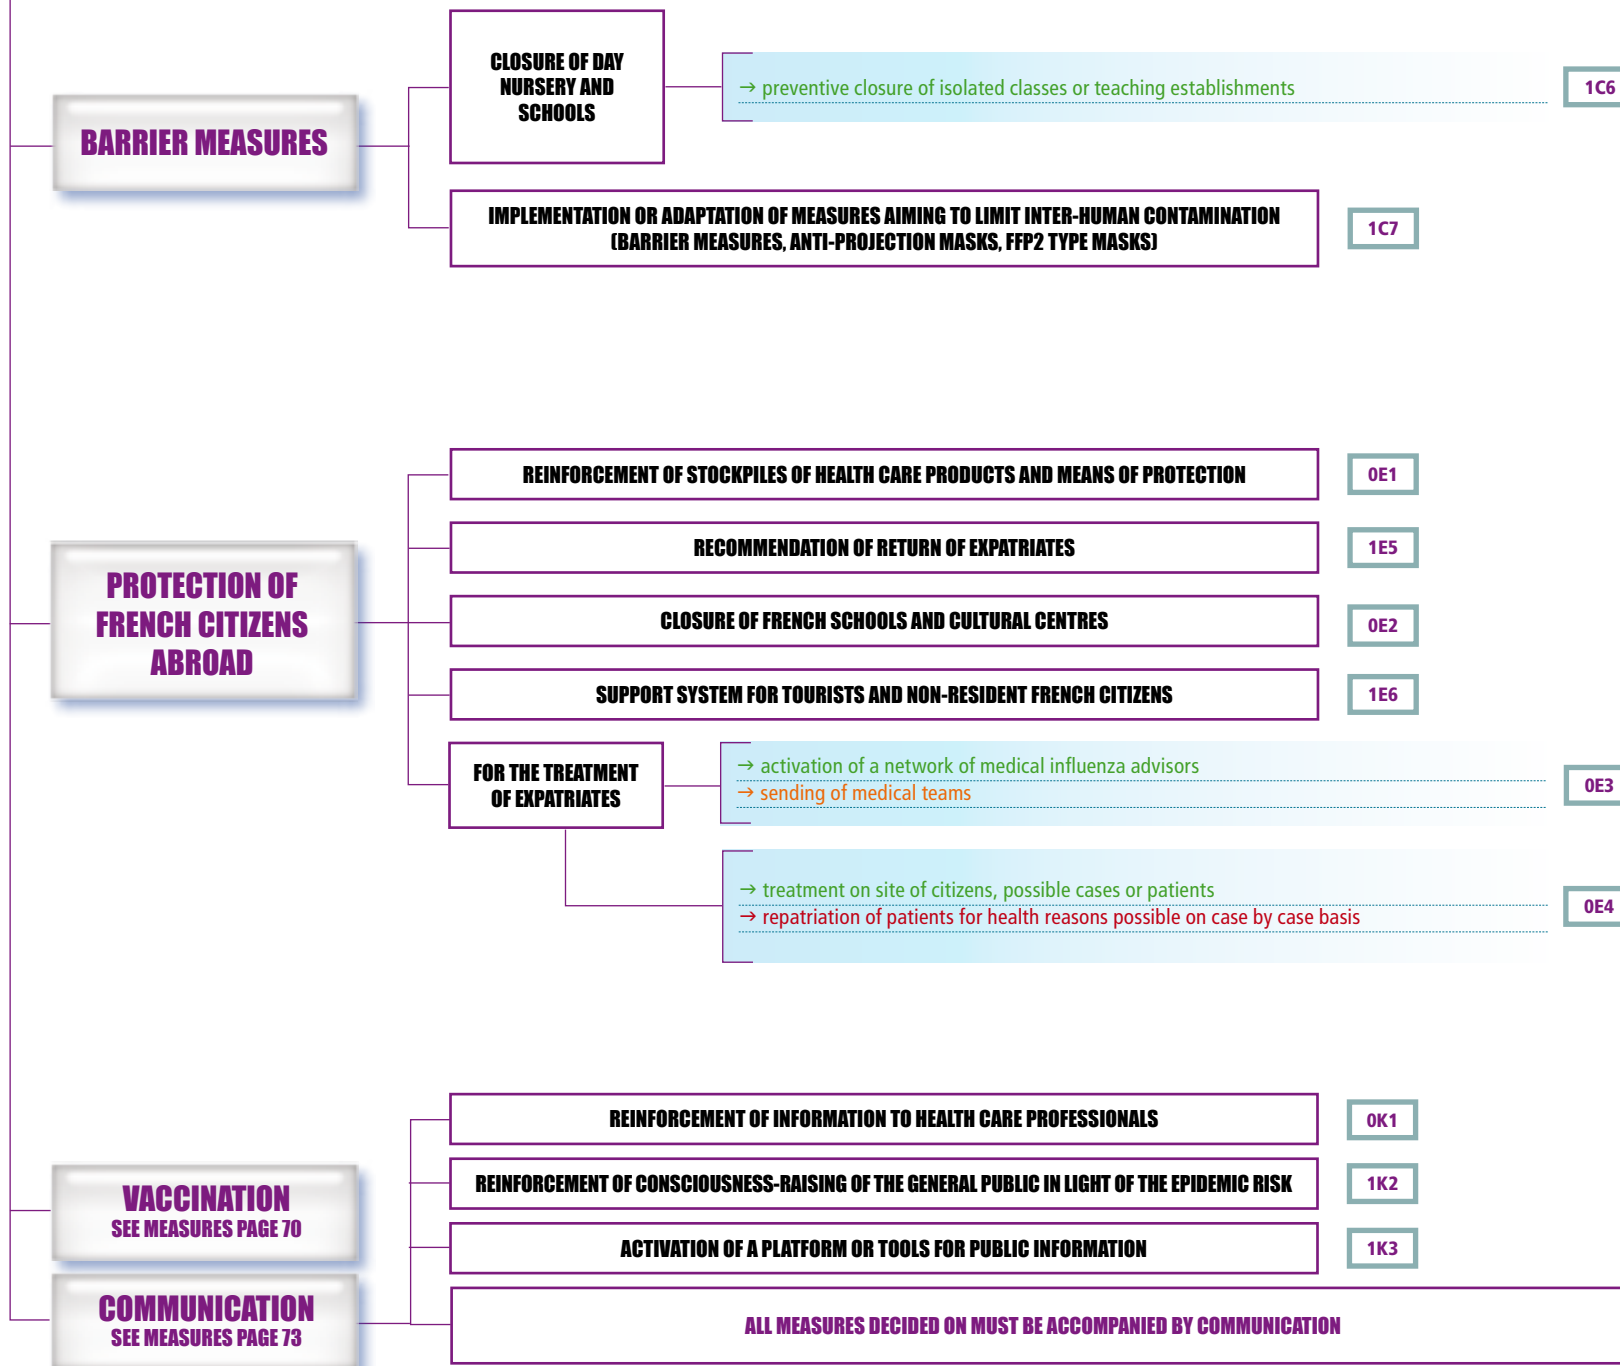 BARRIER MEASURES
CLOSURE OF DAY
NURSERY AND
SCHOOLS
→ preventive closure of isolated classes or teaching establishments
1C6
IMPLEMENTATION OR ADAPTATION OF MEASURES AIMING TO LIMIT INTER-HUMAN CONTAMINATION
(BARRIER MEASURES, ANTI-PROJECTION MASKS, FFP2 TYPE MASKS)
1C7
PROTECTION OF
FRENCH CITIZENS
ABROAD
REINFORCEMENT OF STOCKPILES OF HEALTH CARE PRODUCTS AND MEANS OF PROTECTION
0E1
RECOMMENDATION OF RETURN OF EXPATRIATES
1E5
CLOSURE OF FRENCH SCHOOLS AND CULTURAL CENTRES
0E2
SUPPORT SYSTEM FOR TOURISTS AND NON-RESIDENT FRENCH CITIZENS
1E6
FOR THE TREATMENT
OF EXPATRIATES
→ activation of a network of medical influenza advisors
→ sending of medical teams
0E3
→ treatment on site of citizens, possible cases or patients
→ repatriation of patients for health reasons possible on case by case basis
0E4
VACCINATION
SEE MEASURES PAGE 70
COMMUNICATION
SEE MEASURES PAGE 73
REINFORCEMENT OF INFORMATION TO HEALTH CARE PROFESSIONALS
0K1
REINFORCEMENT OF CONSCIOUSNESS-RAISING OF THE GENERAL PUBLIC IN LIGHT OF THE EPIDEMIC RISK
1K2
ACTIVATION OF A PLATFORM OR TOOLS FOR PUBLIC INFORMATION
1K3
ALL MEASURES DECIDED ON MUST BE ACCOMPANIED BY COMMUNICATION